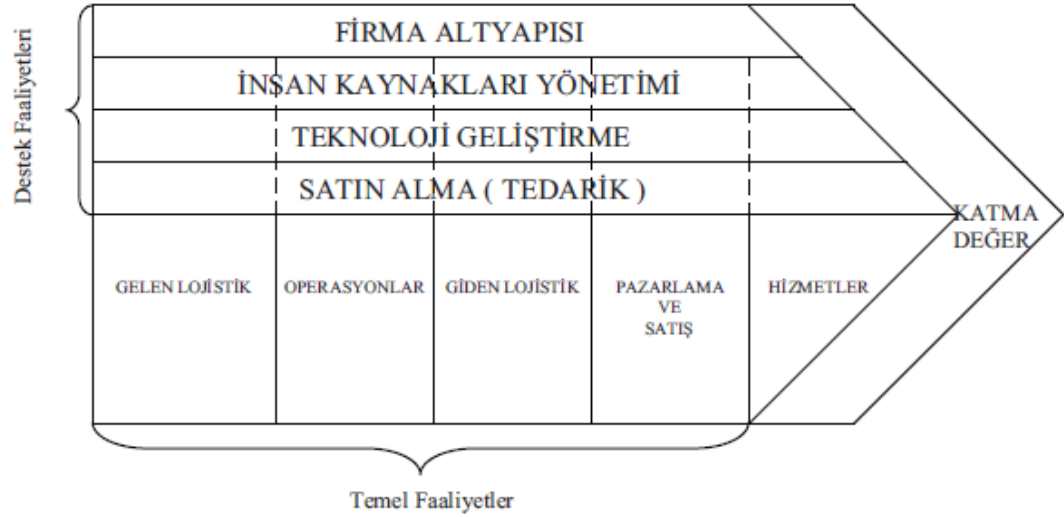 Destek Faaliyetleri
FİRMA ALTYAPISI
İNSAN KAYNAKLARI YÖNETİMİ
TEKNOLOJİ GELİŞTİRME
SATIN ALMA ( TEDARİK )
KATMA
DEĞER
GELEN LOJİSTİK
OPERASYONLAR
GİDEN LOJİSTİK
PAZARLAMA
VE
SATIŞ
HİZMETLER
Temel Faaliyetler